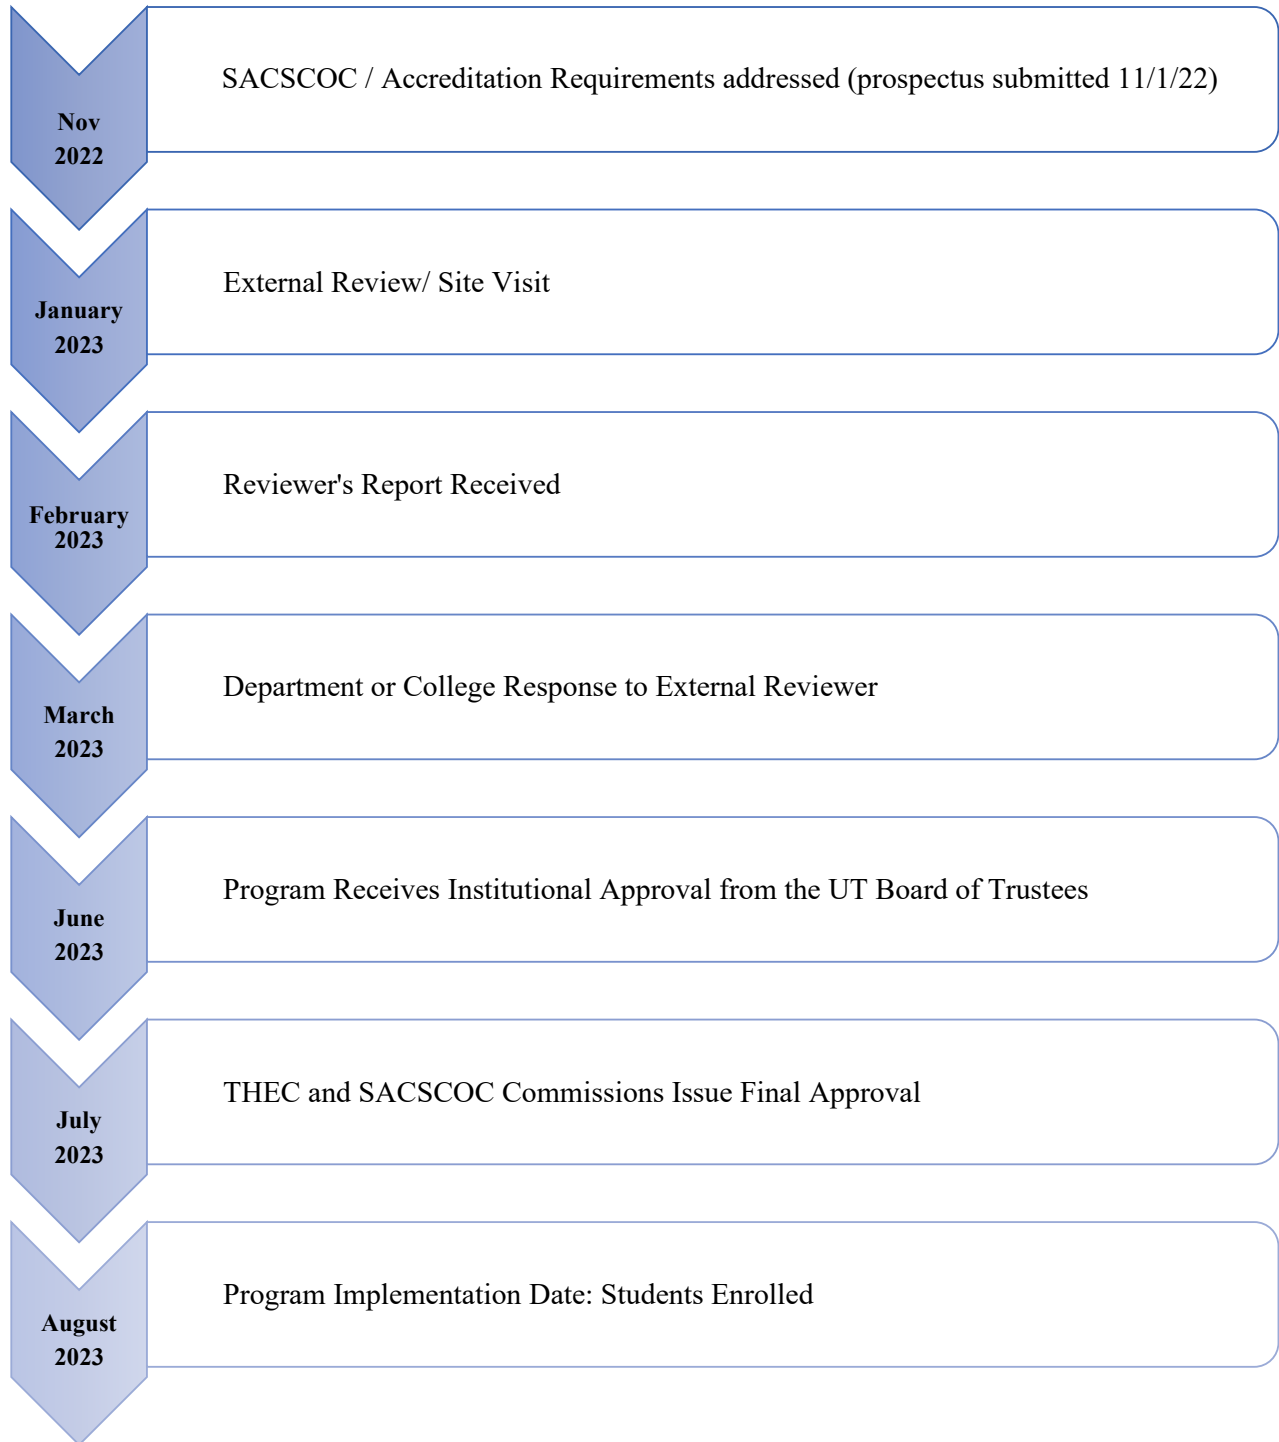 Nov
2022
SACSCOC / Accreditation Requirements addressed (prospectus submitted 11/1/22)
January
2023
External Review/ Site Visit
February
2023
Reviewer's Report Received
March
2023
Department or College Response to External Reviewer
June
2023
Program Receives Institutional Approval from the UT Board of Trustees
July
2023
THEC and SACSCOC Commissions Issue Final Approval
August
2023
Program Implementation Date: Students Enrolled